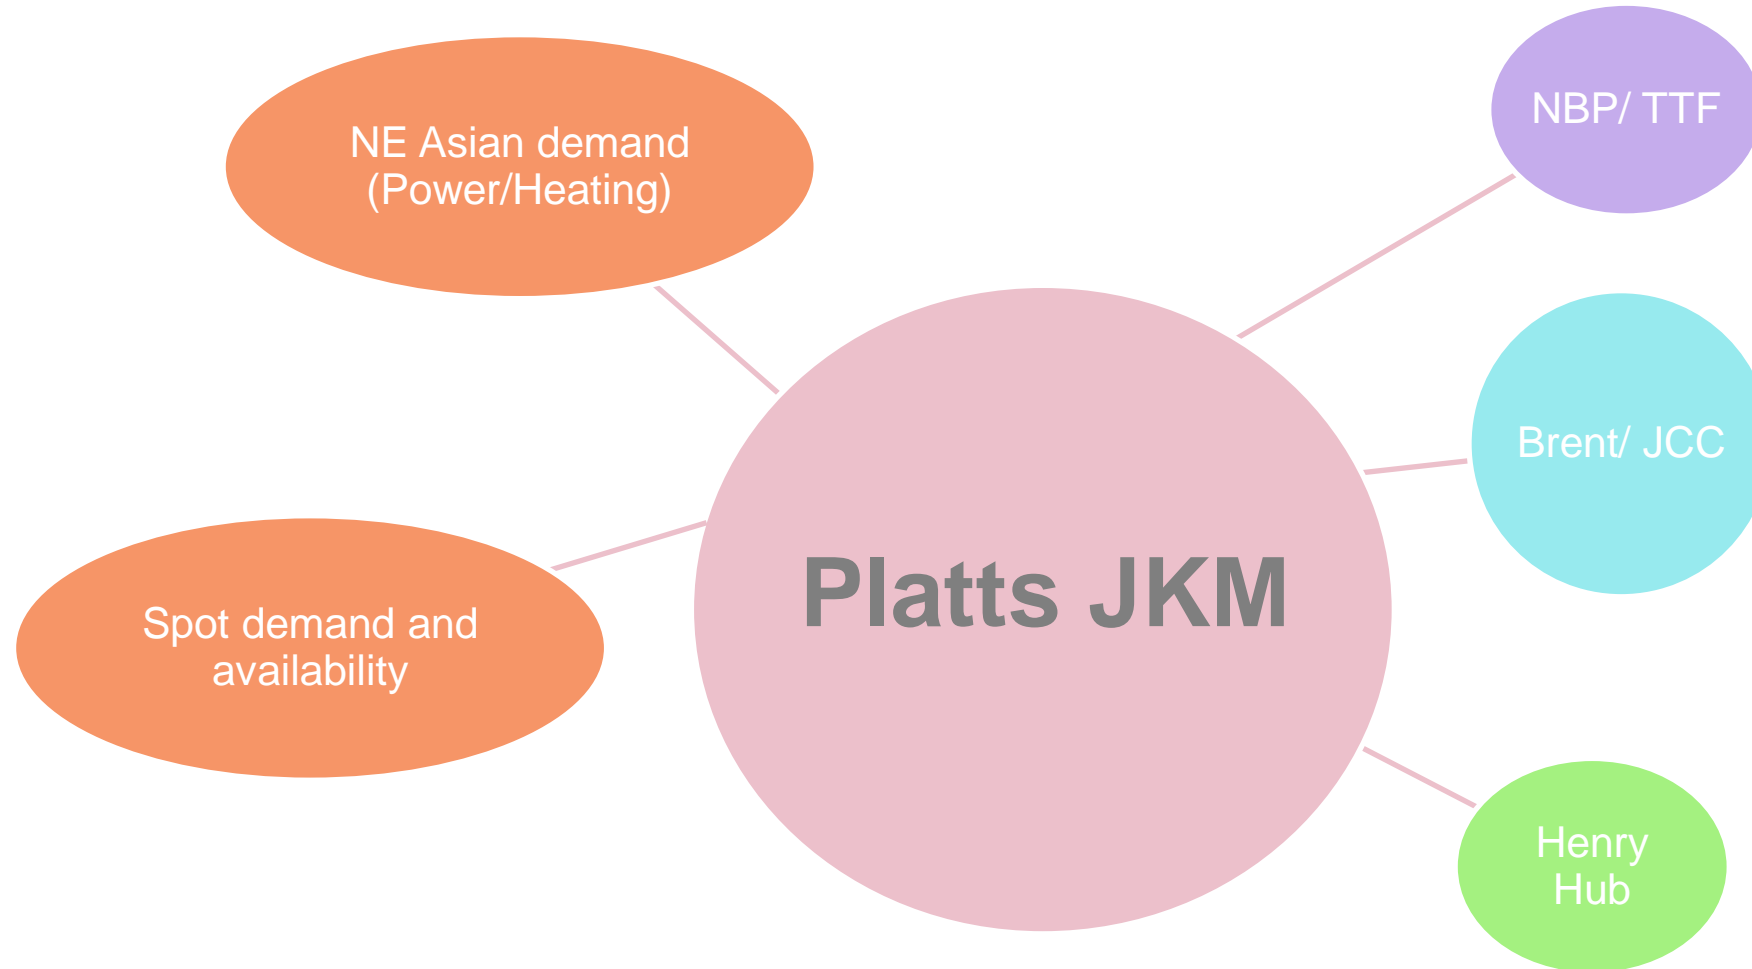 NE Asian demand
(Power/Heating)
Spot demand and
availability
Platts JKM
NBP/ TTF
Brent/ JCC
Henry
Hub